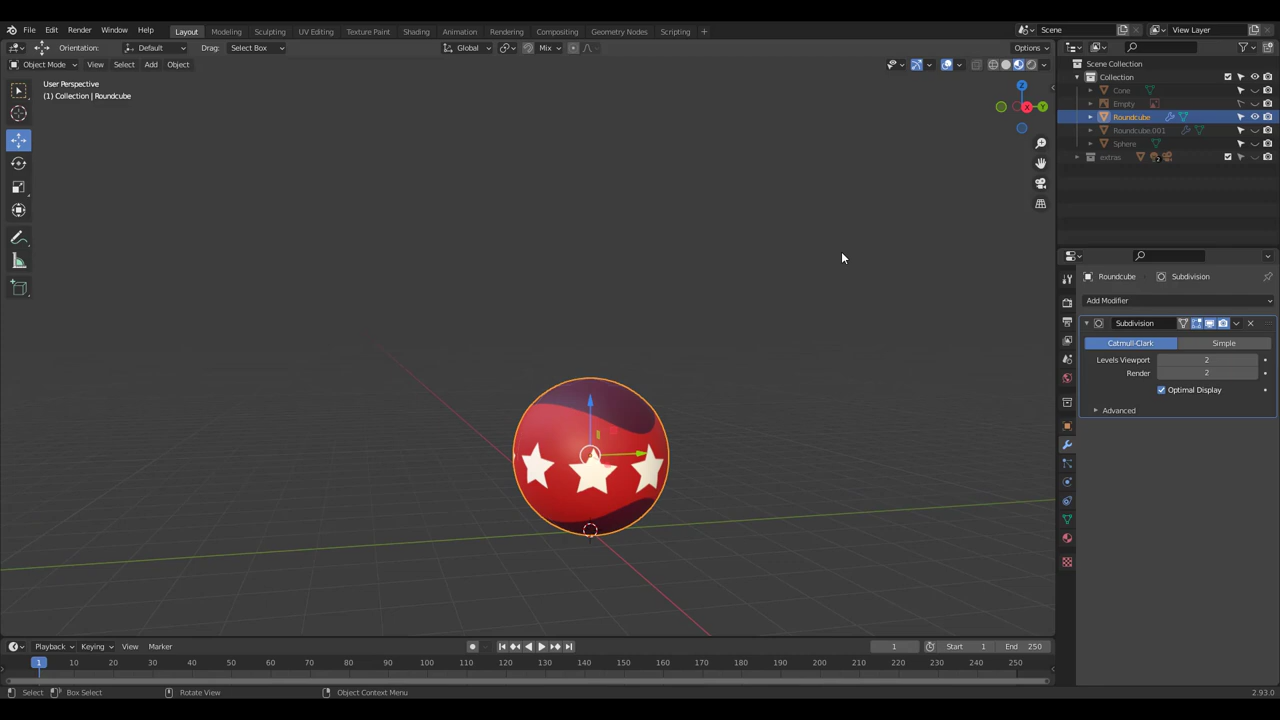 File Edit Render Window Help Layout Modeling Sculpting UV Editing Texture Paint Shading Animation Rendering Compositing Geometry Nodes Scripting + Scene View Layer
Orientation: Default Drag: Select Box Global Mix Options
Object Mode View Select Add Object
User Perspective
(1) Collection | Roundcube
Z
X
Y
Scene Collection
Collection
Cone
Empty
Roundcube
Roundcube.001
Sphere
extras 2
Roundcube Subdivision
Add Modifier
Subdivision
Catmull-Clark Simple
Levels Viewport 2
Render 2
Optimal Display
Advanced
Playback Keying View Marker 1 Start 1 End 250
1 10 20 30 40 50 60 70 80 90 100 110 120 130 140 150 160 170 180 190 200 210 220 230 240 250
Select Box Select Rotate View Object Context Menu 2.93.0